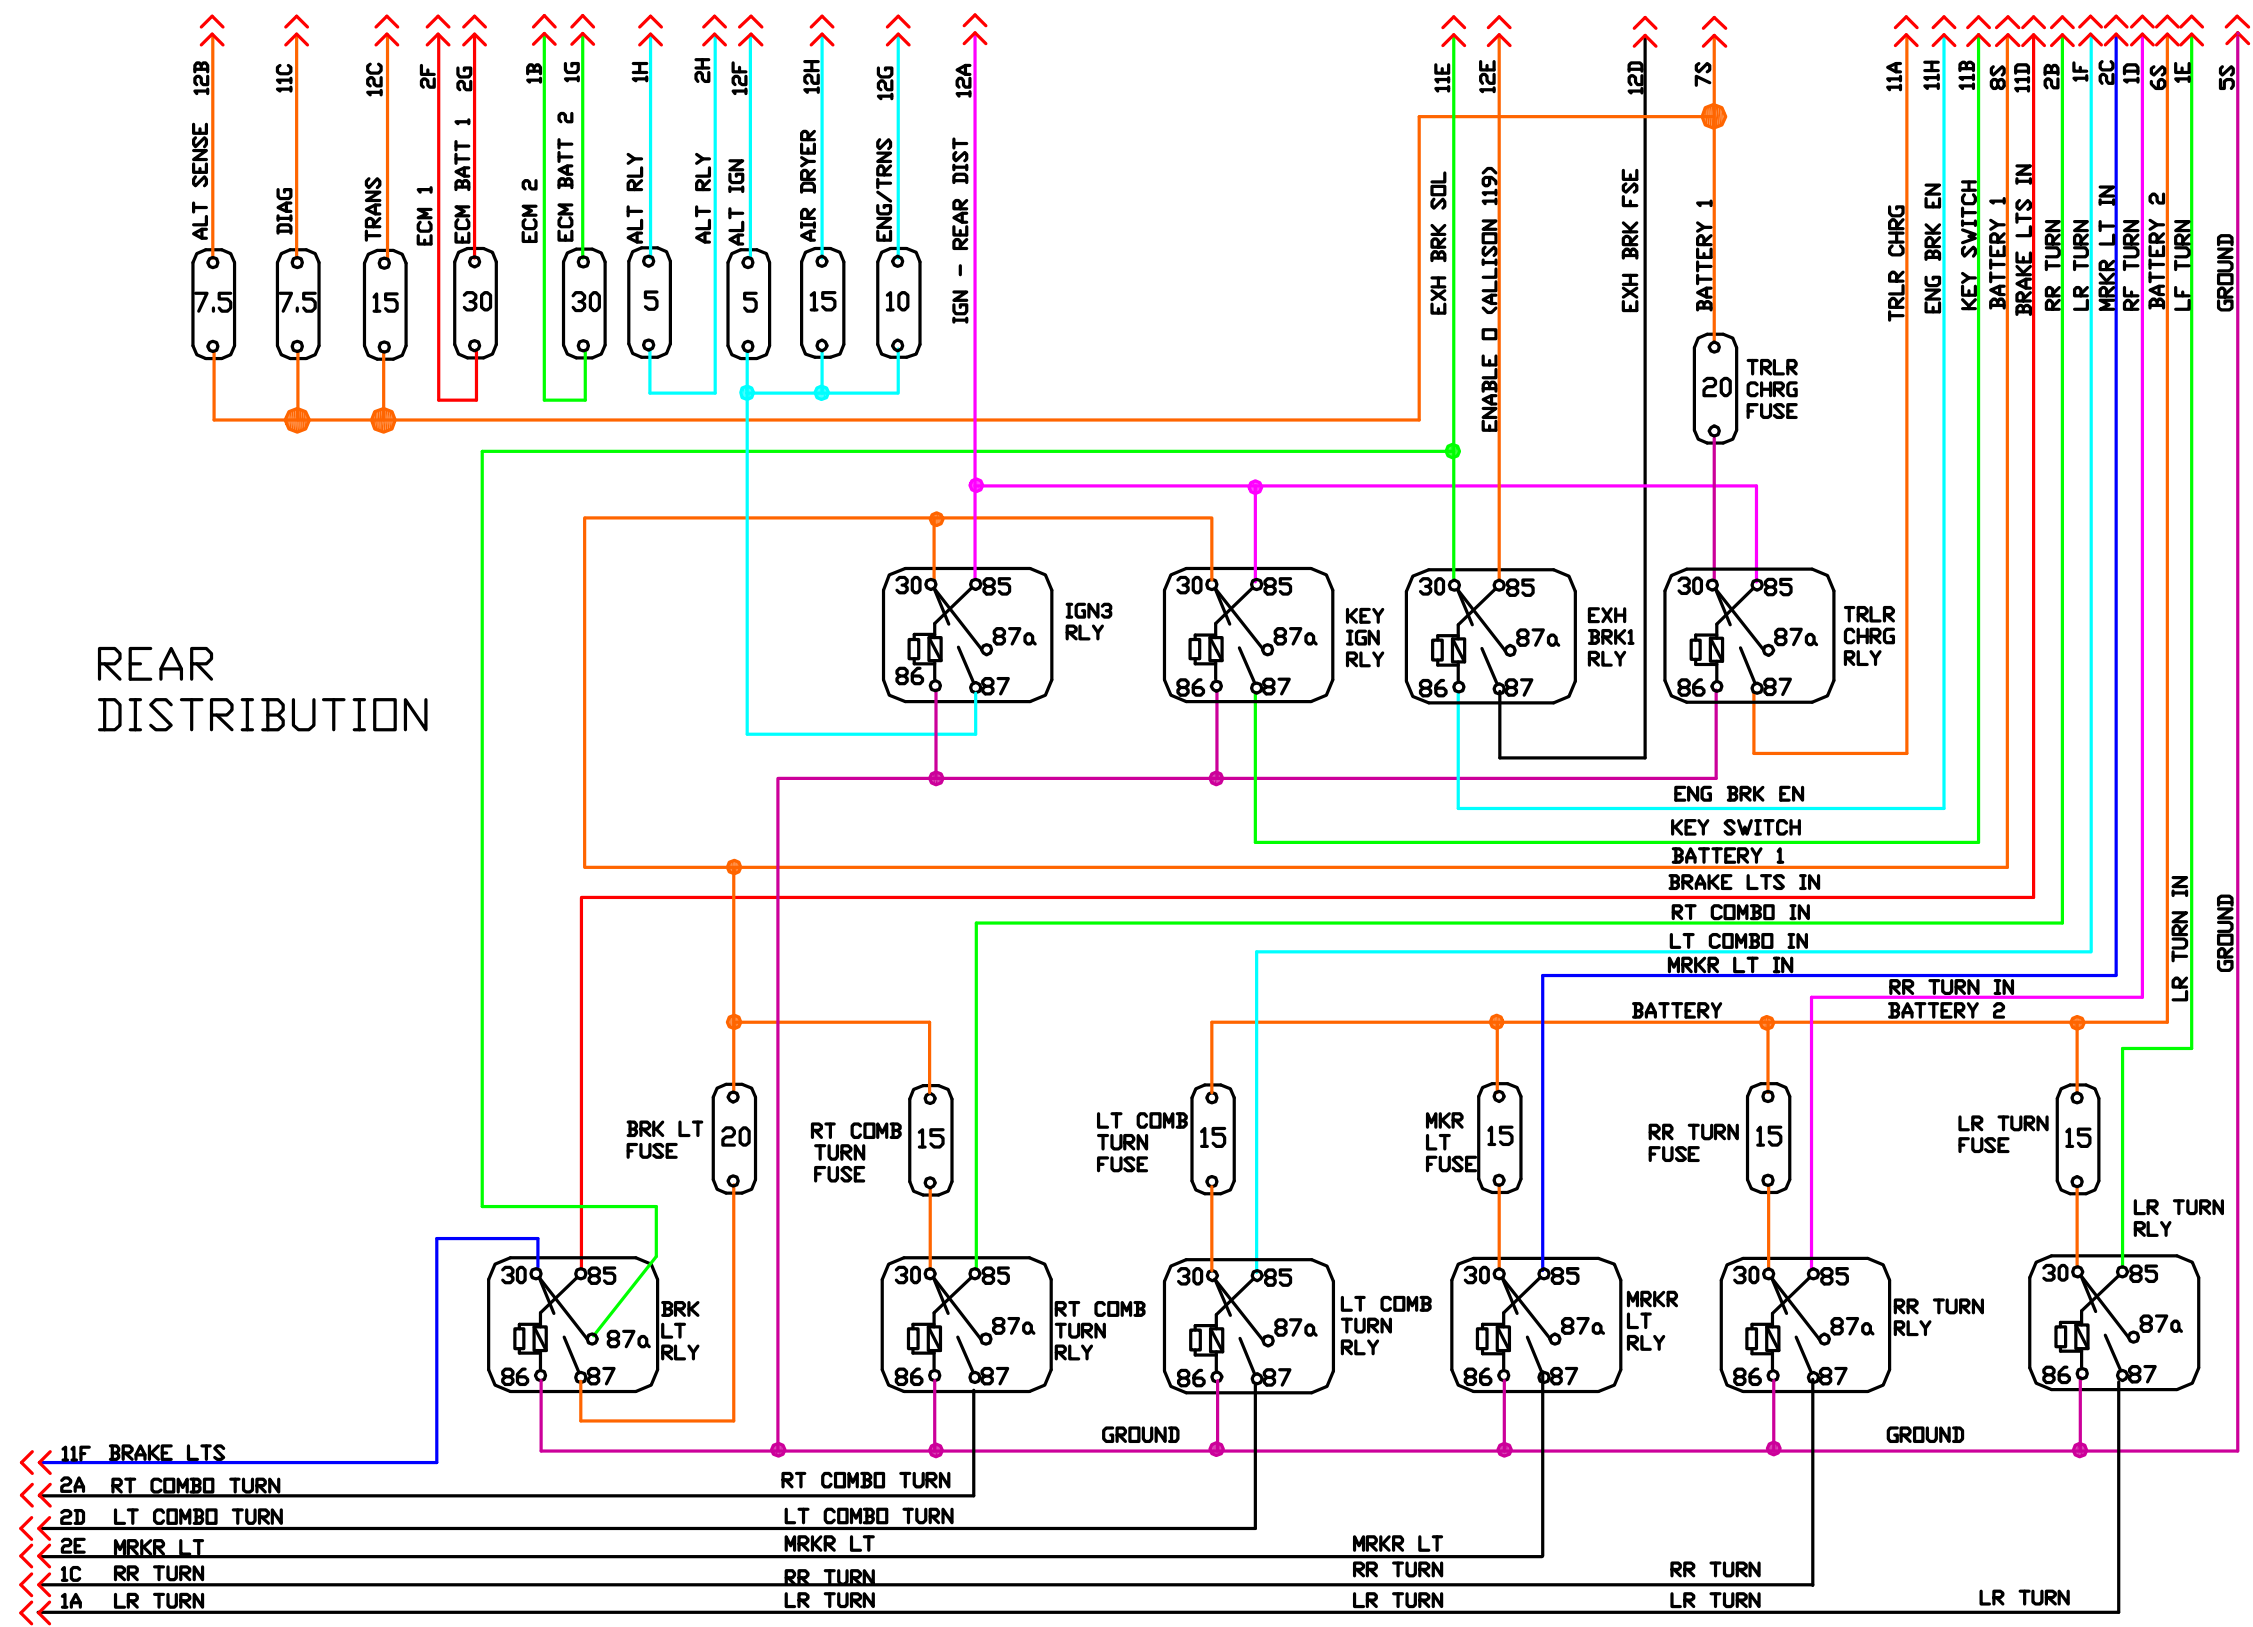 12B
11C
12C
2F
2G
1B
1G
1H
2H
12F
12H
12G
12A
11E
12E
12D
7S
11A
11H
11B
8S
11D
2B
1F
2C
1D
6S
1E
5S
ALT SENSE
DIAG
TRANS
ECM 1
ECM BATT 1
ECM 2
ECM BATT 2
ALT RLY
ALT RLY
ALT IGN
AIR DRYER
ENG/TRNS
IGN - REAR DIST
EXH BRK SOL
ENABLE O (ALLISON 119)
EXH BRK FSE
BATTERY 1
TRLR CHRG
ENG BRK EN
KEY SWITCH
BATTERY 1
BRAKE LTS IN
RR TURN
LR TURN
MRKR LT IN
RF TURN
BATTERY 2
LF TURN
GROUND
7.5
7.5
15
30
30
5
5
15
10
20
TRLR
CHRG
FUSE
30
85
87a
86
87
IGN3
RLY
30
85
87a
86
87
KEY
IGN
RLY
30
85
87a
86
87
EXH
BRK1
RLY
30
85
87a
86
87
TRLR
CHRG
RLY
REAR
DISTRIBUTION
ENG BRK EN
KEY SWITCH
BATTERY 1
BRAKE LTS IN
RT COMBO IN
LT COMBO IN
MRKR LT IN
RR TURN IN
BATTERY
BATTERY 2
LR TURN IN
GROUND
BRK LT
FUSE
20
RT COMB
TURN
FUSE
15
LT COMB
TURN
FUSE
15
MKR
LT
FUSE
15
RR TURN
FUSE
15
LR TURN
FUSE
15
30
85
87a
86
87
BRK
LT
RLY
30
85
87a
86
87
RT COMB
TURN
RLY
30
85
87a
86
87
LT COMB
TURN
RLY
30
85
87a
86
87
MRKR
LT
RLY
30
85
87a
86
87
RR TURN
RLY
LR TURN
RLY
30
85
87a
86
87
GROUND
GROUND
11F BRAKE LTS
2A RT COMBO TURN
RT COMBO TURN
2D LT COMBO TURN
LT COMBO TURN
2E MRKR LT
MRKR LT
MRKR LT
1C RR TURN
RR TURN
RR TURN
RR TURN
1A LR TURN
LR TURN
LR TURN
LR TURN
LR TURN